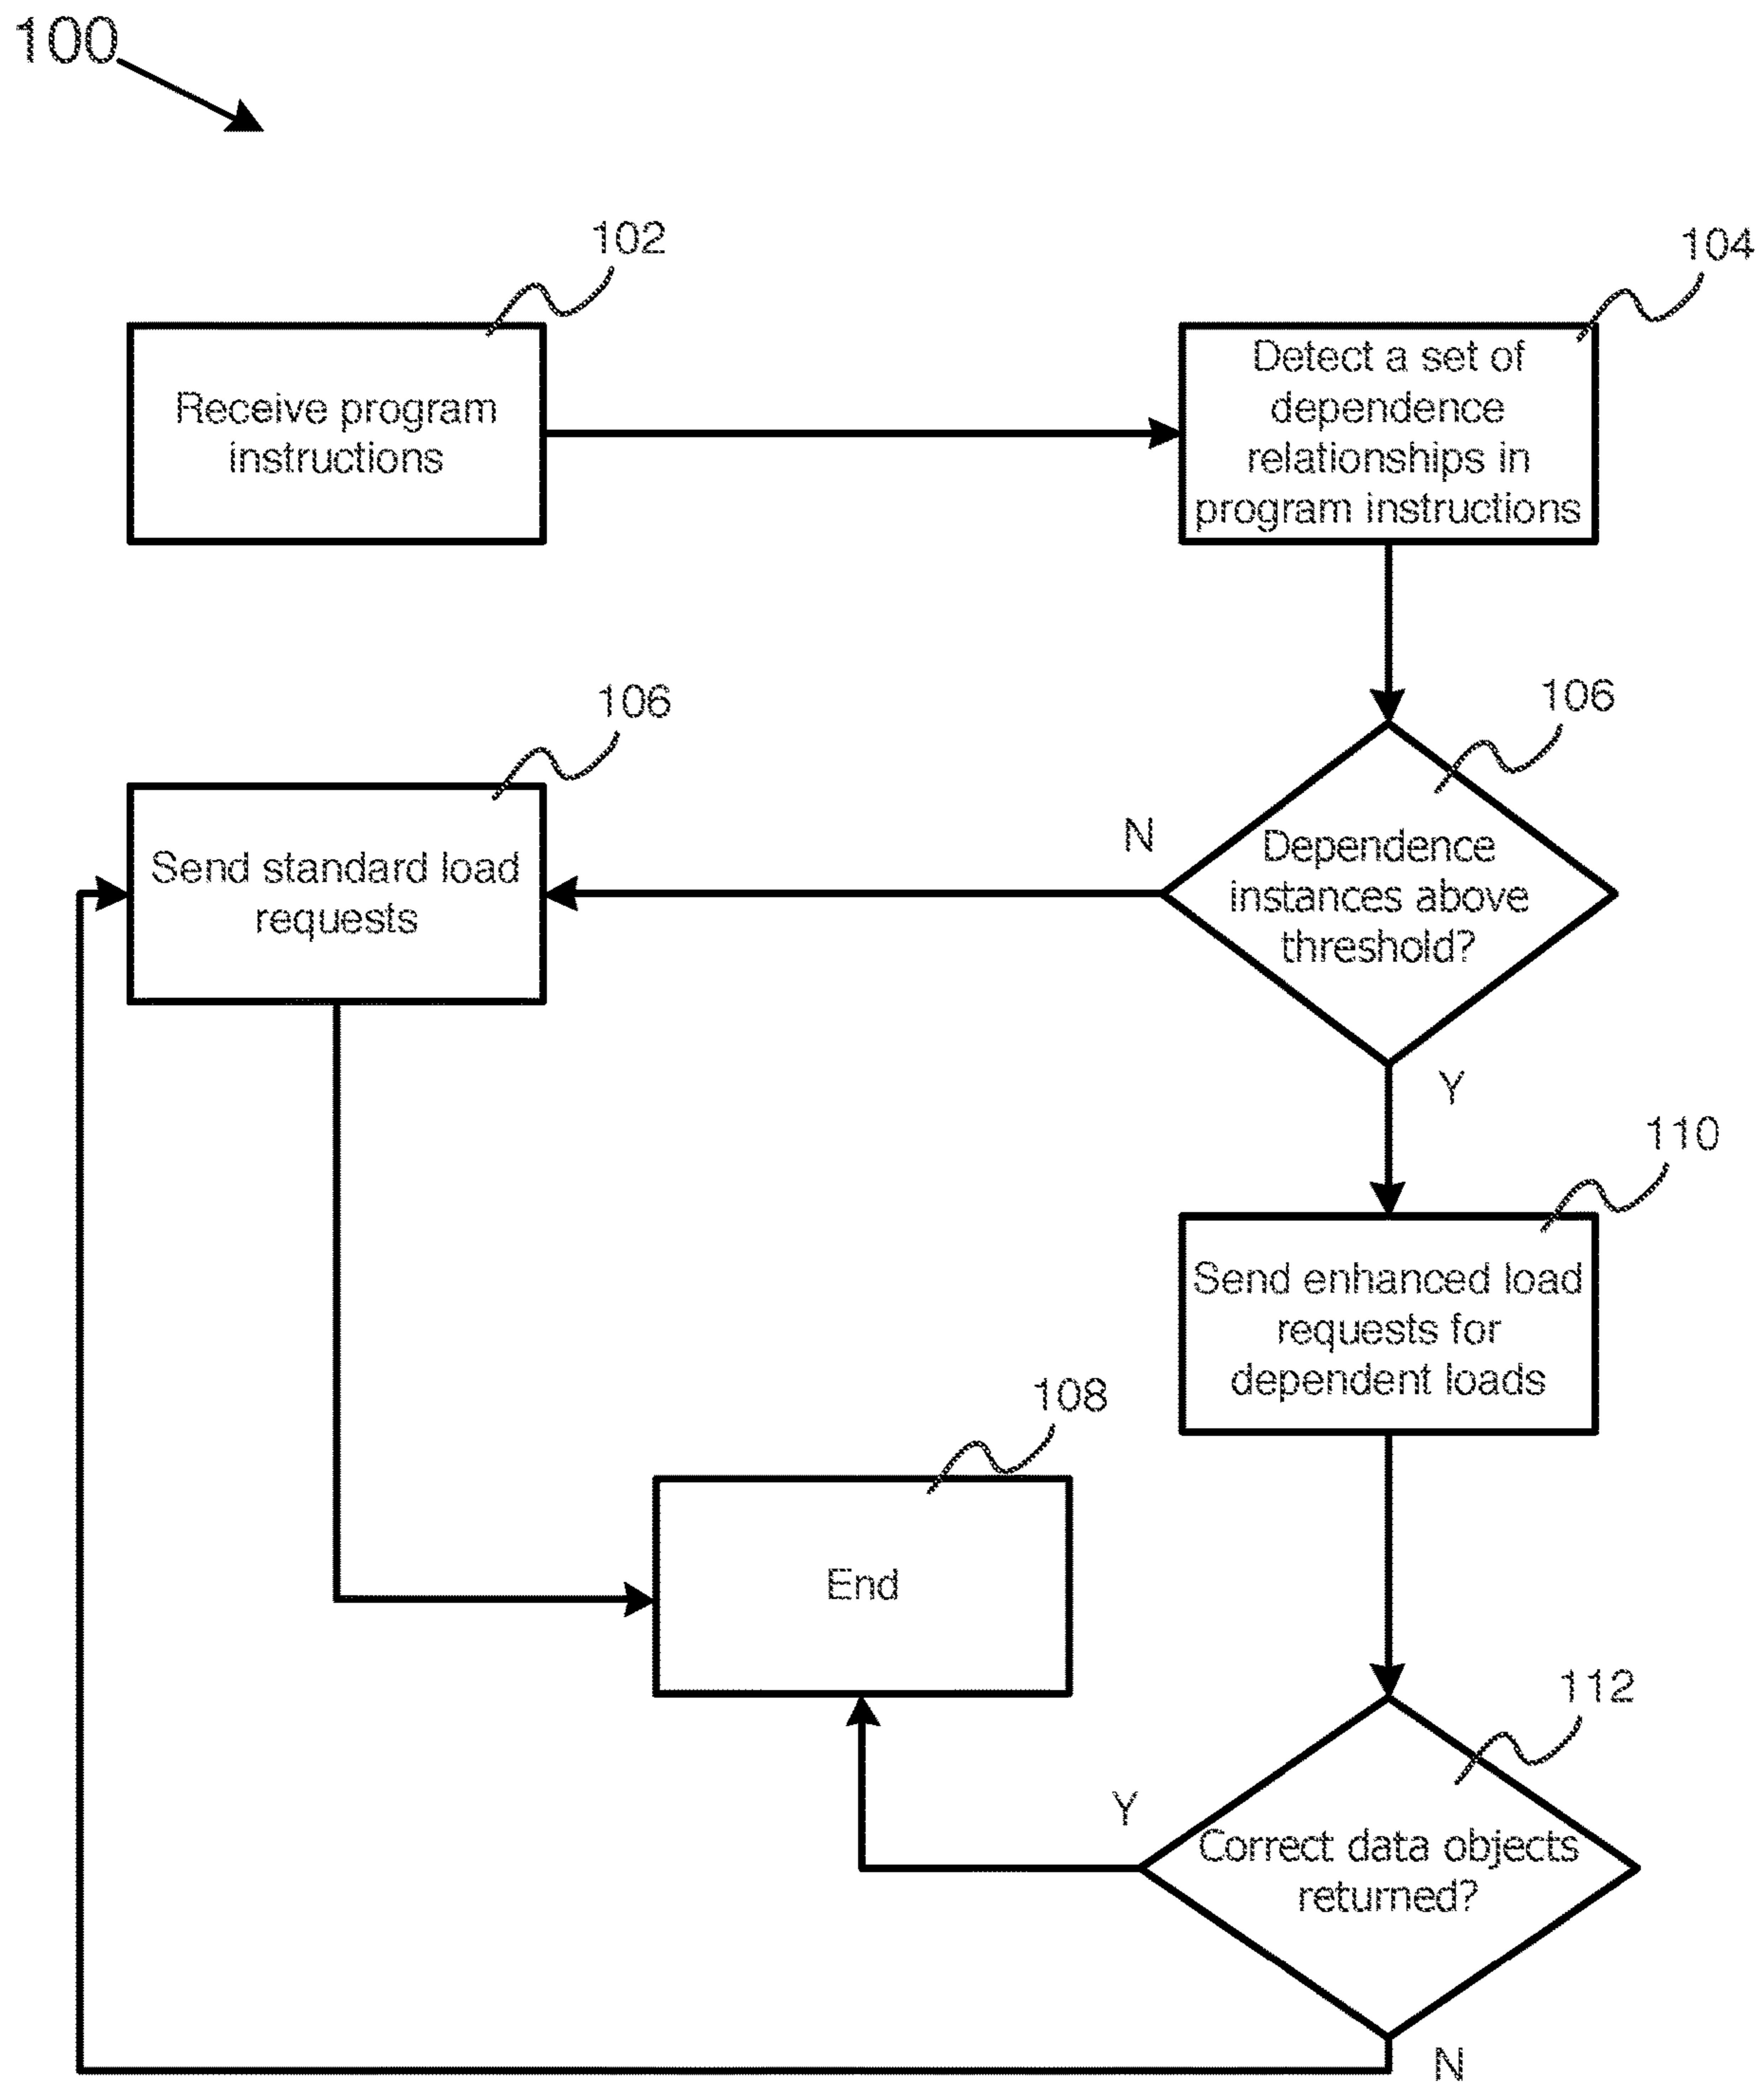 100
102
Receive program
instructions
104
Detect a set of
dependence
relationships in
program instructions
106
Send standard load
requests
106
N
Dependence
instances above
threshold?
Y
110
Send enhanced load
requests for
dependent loads
108
End
112
Y
Correct data objects
returned?
N